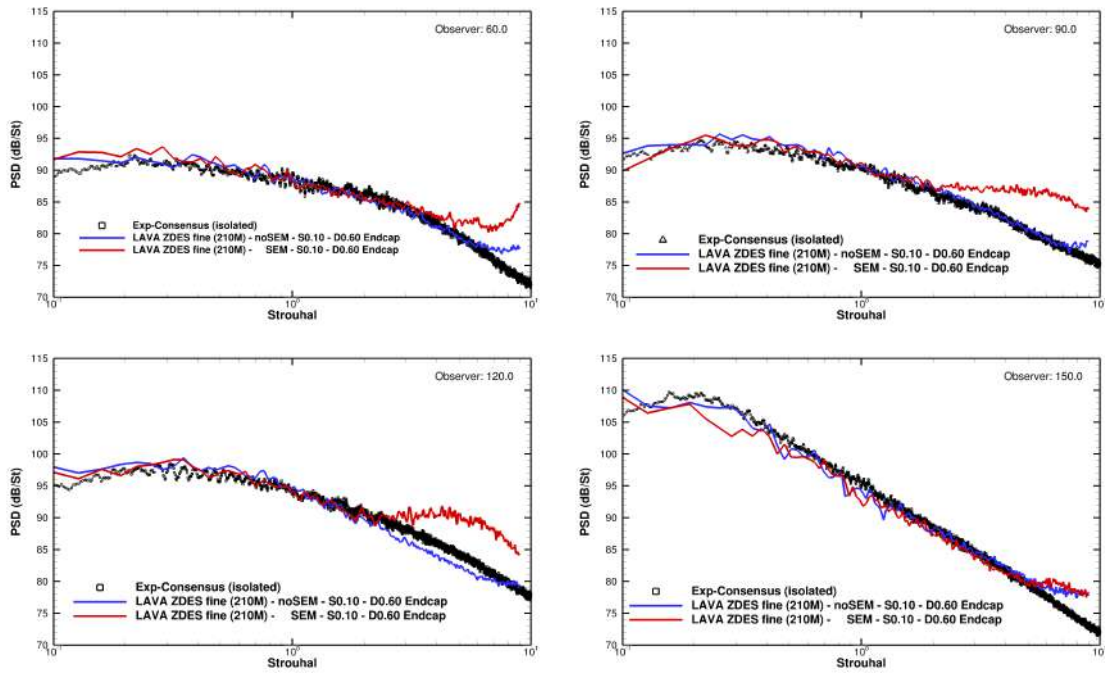 115
110
105
100
95
90
85
80
75
70
PSD (dB/St)
Observer: 60.0
Exp-Consensus (isolated)
LAVA ZDES fine (210M) - noSEM - S0.10 - D0.60 Endcap
LAVA ZDES fine (210M) - SEM - S0.10 - D0.60 Endcap
10⁰
10¹
Strouhal
115
110
105
100
95
90
85
80
75
70
PSD (dB/St)
Observer: 90.0
Exp-Consensus (isolated)
LAVA ZDES fine (210M) - noSEM - S0.10 - D0.60 Endcap
LAVA ZDES fine (210M) - SEM - S0.10 - D0.60 Endcap
10⁰
10¹
Strouhal
115
110
105
100
95
90
85
80
75
70
65
PSD (dB/St)
Observer: 120.0
Exp-Consensus (isolated)
LAVA ZDES fine (210M) - noSEM - S0.10 - D0.60 Endcap
LAVA ZDES fine (210M) - SEM - S0.10 - D0.60 Endcap
10⁰
10¹
Strouhal
115
110
105
100
95
90
85
80
75
70
PSD (dB/St)
Observer: 150.0
Exp-Consensus (isolated)
LAVA ZDES fine (210M) - noSEM - S0.10 - D0.60 Endcap
LAVA ZDES fine (210M) - SEM - S0.10 - D0.60 Endcap
10⁰
Strouhal